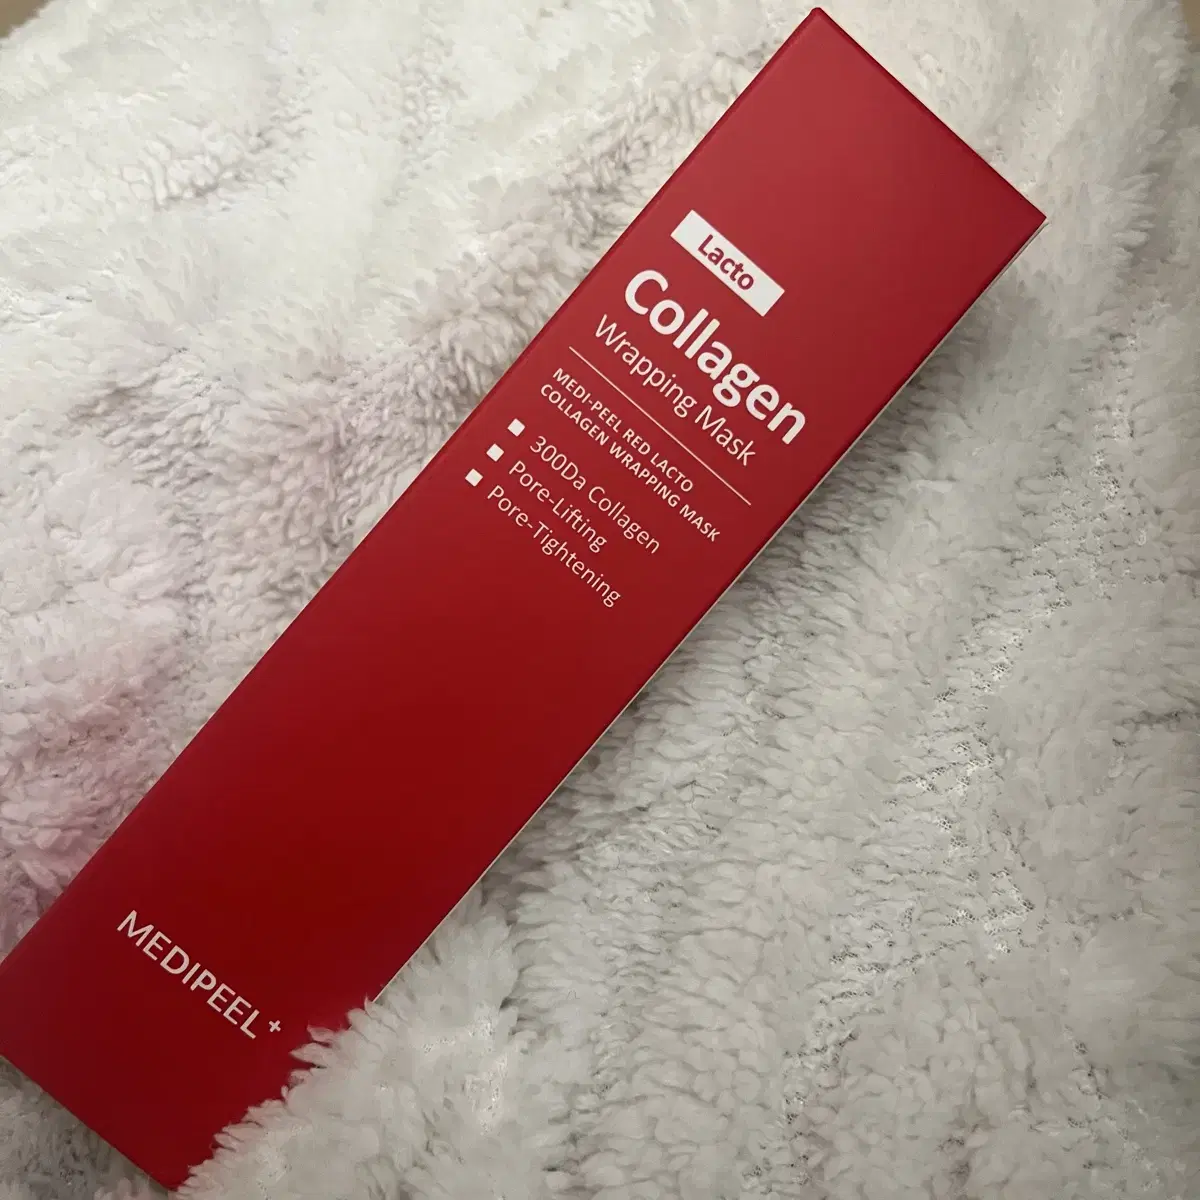 Lacto
Collagen
Wrapping Mask
MEDI-PEEL RED LACTO
COLLAGEN WRAPPING MASK
300Da Collagen
Pore-Lifting
Pore-Tightening
MEDIPEEL+